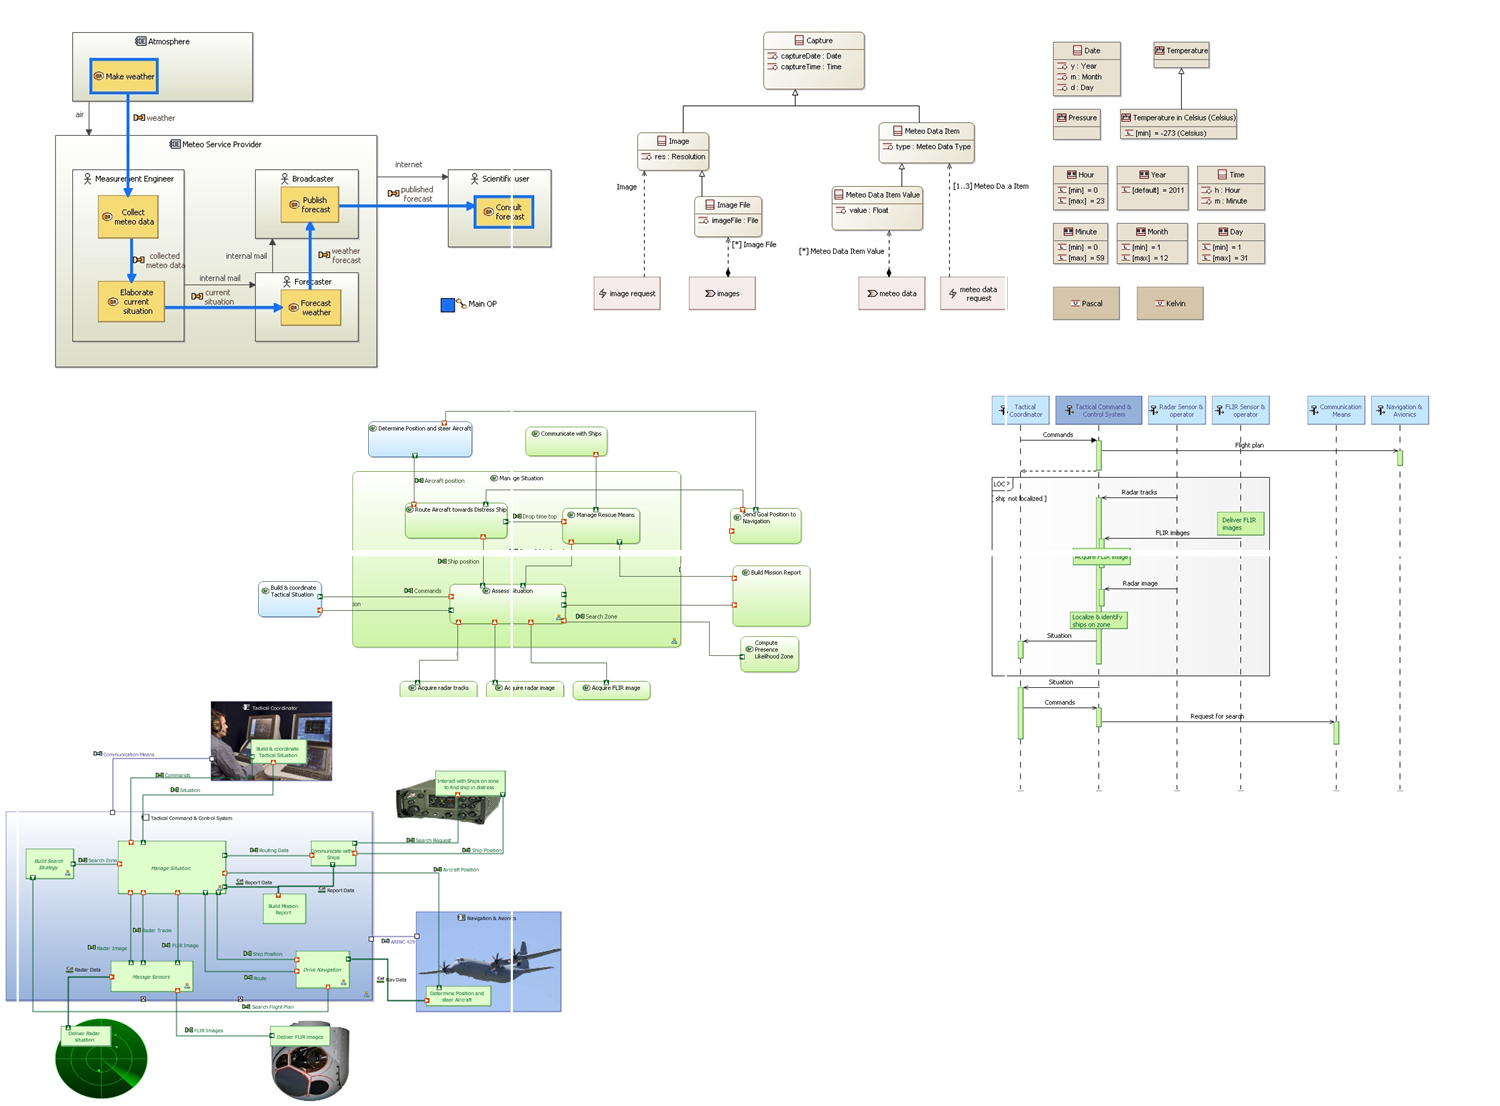 Atmosphere
Make weather
air
weather
Meteo Service Provider
Measurement Engineer
Collect
meteo data
collected
meteo data
Elaborate
current
situation
internal mail
internal mail
current
situation
Broadcaster
Publish
forecast
weather
forecast
Forecaster
Forecast
weather
internet
published
forecast
Scientific user
Consult
forecast
Main OP
Capture
captureDate : Date
captureTime : Time
Image
res : Resolution
Image
Image File
imageFile : File
[*] Image File
Meteo Data Item
type : Meteo Data Type
Meteo Data Item Value
value : Float
[*] Meteo Data Item Value
[1..3] Meteo Data Item
image request
images
meteo data
meteo data
request
Date
y : Year
m : Month
d : Day
Temperature
Pressure
Temperature in Celsius (Celsius)
[min] = -273 (Celsius)
Hour
[min] = 0
[max] = 23
Year
[default] = 2011
Time
h : Hour
m : Minute
Minute
[min] = 0
[max] = 59
Month
[min] = 1
[max] = 12
Day
[min] = 1
[max] = 31
Pascal
Kelvin
Determine Position and steer Aircraft
Communicate with Ships
Aircraft position
Manage Situation
Route Aircraft towards Distress Ship
Drop time top
Manage Rescue Means
Send Goal Position to
Navigation
Ship position
Build Mission Report
Build & coordinate
Tactical Situation
Commands
Assess Situation
Search Zone
Compute
Presence
Likelihood Zone
Acquire radar tracks
Acquire radar image
Acquire FLIR image
Tactical
Coordinator
Tactical Command &
Control System
Radar Sensor &
operator
FLIR Sensor &
operator
Communication
Means
Navigation &
Avionics
Commands
Flight plan
LOOP
[ ship not localized ]
Radar tracks
Deliver FLIR
images
FLIR images
Acquire FLIR image
Radar image
Localize & identify
ships on zone
Situation
Situation
Commands
Request for search
Tactical Coordinator
Build & coordinate
Tactical Situation
Communication Means
Commands
Situation
Interact with Ships on zone
to find ship in distress
Tactical Command & Control System
Build Search
Strategy
Search Zone
Manage Situation
Routing Data
Communicate with
Ships
Search Request
Ship Position
Report Data
Report Data
Build Mission
Report
Aircraft Position
Radar Tracks
Radar Image
FLIR Image
Radar Data
Manage Sensors
Ship Position
Route
Drive Navigation
Search Flight Plan
ARINC 429
Nav Data
Navigation & Avionics
Determine Position and
steer Aircraft
Deliver Radar
situation
FLIR Images
Deliver FLIR images